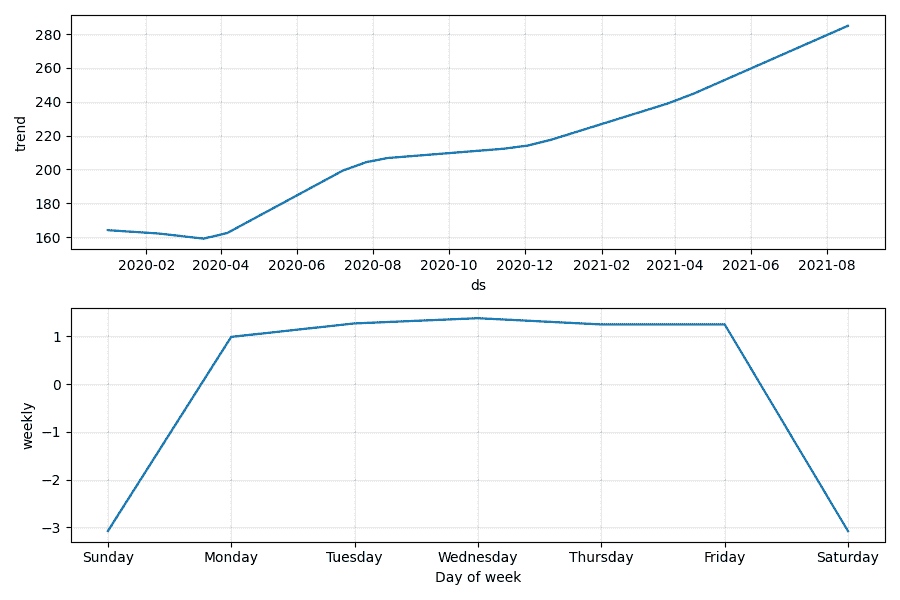 280
260
240
220
200
180
160
trend
2020-02 2020-04 2020-06 2020-08 2020-10 2020-12 2021-02 2021-04 2021-06 2021-08
ds
1
0
−1
−2
−3
weekly
Sunday Monday Tuesday Wednesday Thursday Friday Saturday
Day of week